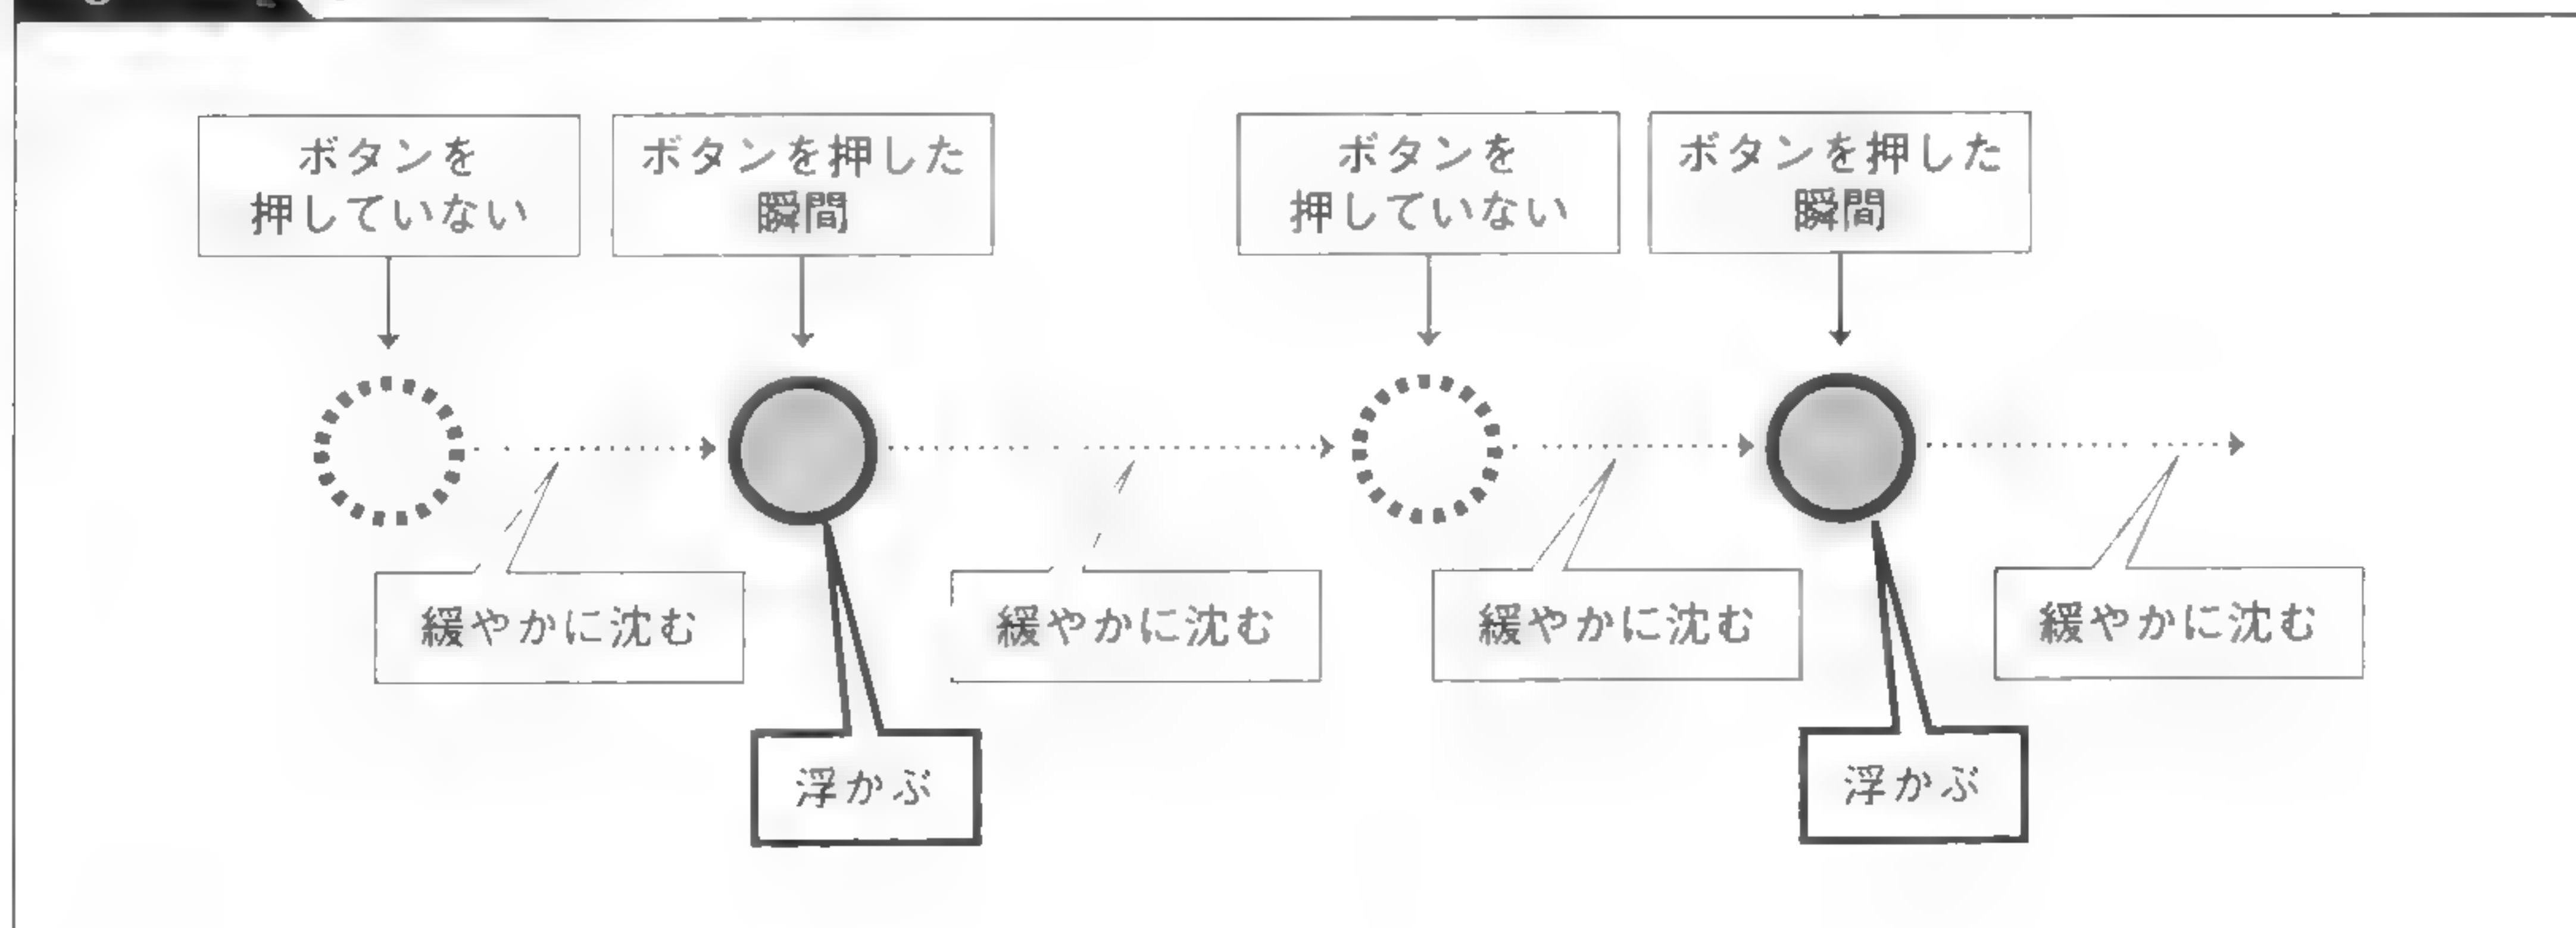 ボタンを
押していない
ボタンを押した
瞬間
ボタンを
押していない
ボタンを押した
瞬間
緩やかに沈む
緩やかに沈む
緩やかに沈む
緩やかに沈む
浮かぶ
浮かぶ